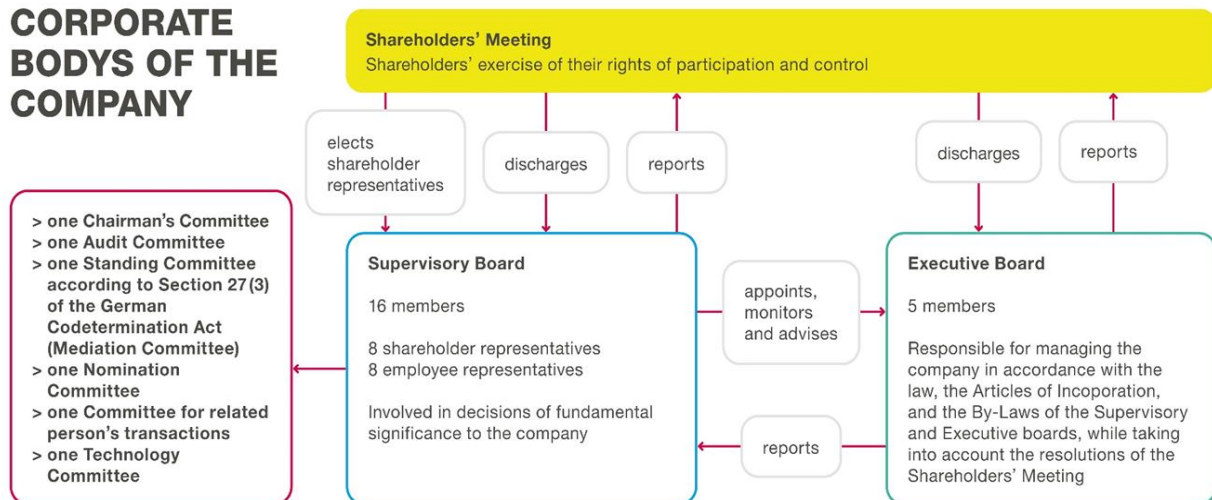 CORPORATE
BODYS OF THE
COMPANY
Shareholders’ Meeting
Shareholders’ exercise of their rights of participation and control
elects
shareholder
representatives
discharges
reports
discharges
reports
> one Chairman’s Committee
> one Audit Committee
> one Standing Committee
according to Section 27(3)
of the German
Codetermination Act
(Mediation Committee)
> one Nomination
Committee
> one Committee for related
person’s transactions
> one Technology
Committee
Supervisory Board
16 members
8 shareholder representatives
8 employee representatives
Involved in decisions of fundamental
significance to the company
appoints,
monitors
and advises
reports
Executive Board
5 members
Responsible for managing the
company in accordance with the
law, the Articles of Incoporation,
and the By-Laws of the Supervisory
and Executive boards, while taking
into account the resolutions of the
Shareholders’ Meeting